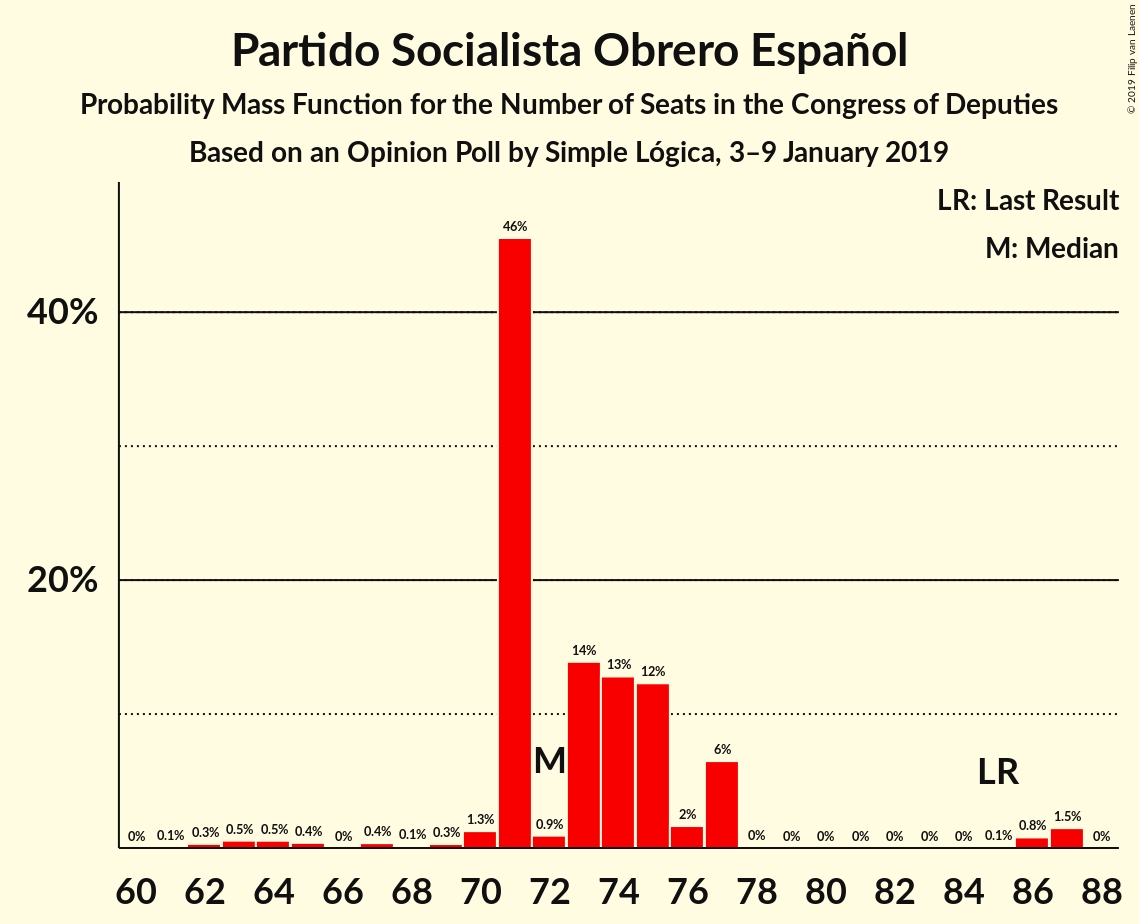 Partido Socialista Obrero Español
Probability Mass Function for the Number of Seats in the Congress of Deputies
Based on an Opinion Poll by Simple Lógica, 3–9 January 2019
© 2019 Filip van Laenen
LR: Last Result
M: Median
40%
20%
0% 0.1% 0.3% 0.5% 0.5% 0.4% 0% 0.4% 0.1% 0.3% 1.3% 46% 0.9% 14% 13% 12% 2% 6% 0% 0% 0% 0% 0% 0% 0% 0.1% 0.8% 1.5% 0%
M
LR
60 62 64 66 68 70 72 74 76 78 80 82 84 86 88